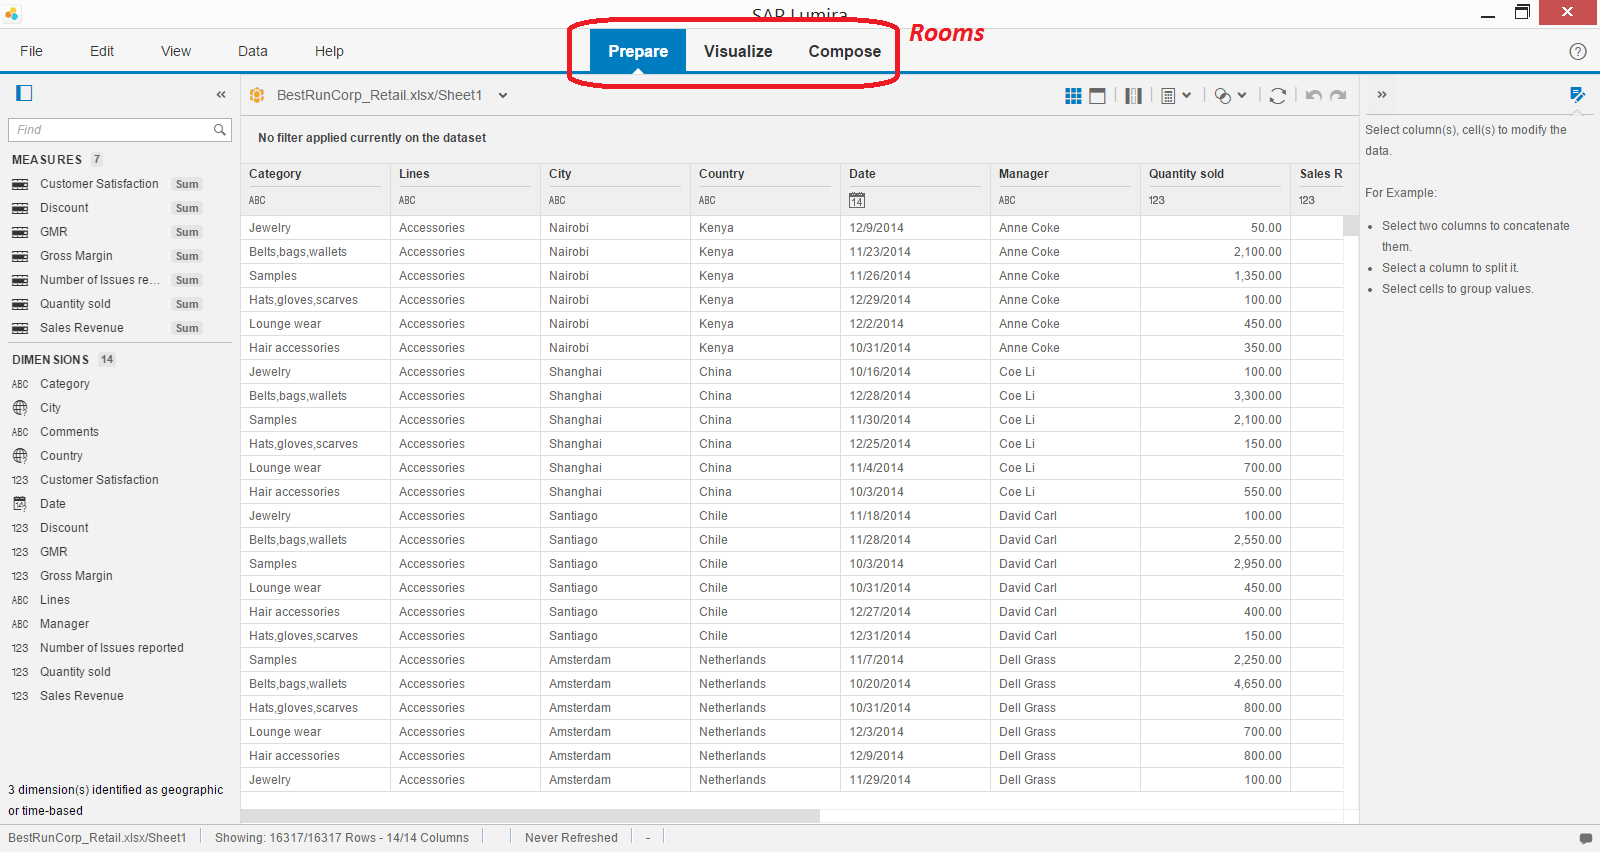 SAP Lumira
Rooms
File Edit View Data Help Prepare Visualize Compose
BestRunCorp_Retail.xlsx/Sheet1
Find
No filter applied currently on the dataset
MEASURES 7
Customer Satisfaction Sum
Discount Sum
GMR Sum
Gross Margin Sum
Number of Issues re... Sum
Quantity sold Sum
Sales Revenue Sum
DIMENSIONS 14
ABC Category
City
ABC Comments
Country
123 Customer Satisfaction
14 Date
123 Discount
123 GMR
123 Gross Margin
ABC Lines
ABC Manager
123 Number of Issues reported
123 Quantity sold
123 Sales Revenue
3 dimension(s) identified as geographic
or time-based
Category Lines City Country Date Manager Quantity sold Sales R
ABC ABC ABC ABC 14 ABC 123 123
Jewelry Accessories Nairobi Kenya 12/9/2014 Anne Coke 50.00
Belts,bags,wallets Accessories Nairobi Kenya 11/23/2014 Anne Coke 2,100.00
Samples Accessories Nairobi Kenya 11/26/2014 Anne Coke 1,350.00
Hats,gloves,scarves Accessories Nairobi Kenya 12/29/2014 Anne Coke 100.00
Lounge wear Accessories Nairobi Kenya 12/2/2014 Anne Coke 450.00
Hair accessories Accessories Nairobi Kenya 10/31/2014 Anne Coke 350.00
Jewelry Accessories Shanghai China 10/16/2014 Coe Li 100.00
Belts,bags,wallets Accessories Shanghai China 12/28/2014 Coe Li 3,300.00
Samples Accessories Shanghai China 11/30/2014 Coe Li 2,100.00
Hats,gloves,scarves Accessories Shanghai China 12/25/2014 Coe Li 150.00
Lounge wear Accessories Shanghai China 11/4/2014 Coe Li 700.00
Hair accessories Accessories Shanghai China 10/3/2014 Coe Li 550.00
Jewelry Accessories Santiago Chile 11/18/2014 David Carl 100.00
Belts,bags,wallets Accessories Santiago Chile 11/28/2014 David Carl 2,550.00
Samples Accessories Santiago Chile 10/3/2014 David Carl 2,950.00
Lounge wear Accessories Santiago Chile 10/31/2014 David Carl 450.00
Hair accessories Accessories Santiago Chile 12/27/2014 David Carl 400.00
Hats,gloves,scarves Accessories Santiago Chile 12/31/2014 David Carl 150.00
Samples Accessories Amsterdam Netherlands 11/7/2014 Dell Grass 2,250.00
Belts,bags,wallets Accessories Amsterdam Netherlands 10/20/2014 Dell Grass 4,650.00
Hats,gloves,scarves Accessories Amsterdam Netherlands 10/31/2014 Dell Grass 800.00
Lounge wear Accessories Amsterdam Netherlands 12/3/2014 Dell Grass 700.00
Hair accessories Accessories Amsterdam Netherlands 12/9/2014 Dell Grass 800.00
Jewelry Accessories Amsterdam Netherlands 11/29/2014 Dell Grass 100.00
Select column(s), cell(s) to modify the
data.
For Example:
• Select two columns to concatenate
them.
• Select a column to split it.
• Select cells to group values.
BestRunCorp_Retail.xlsx/Sheet1 Showing: 16317/16317 Rows - 14/14 Columns Never Refreshed -